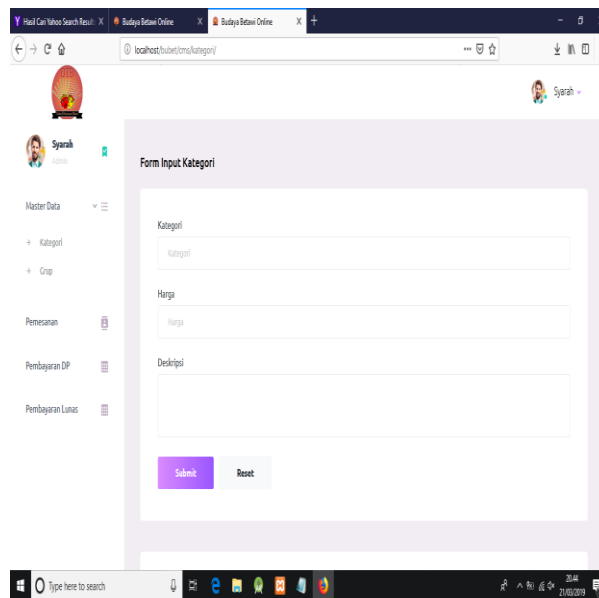 Hasil Cari Yahoo Search Result
Budaya Betawi Online
Budaya Betawi Online
localhost/bubet/cms/kategori/
Syarah
Syarah
Admin
Form Input Kategori
Master Data
Kategori
Kategori
+ Kategori
+ Grup
Harga
Harga
Pemesanan
Pembayaran DP
Deskripsi
Pembayaran Lunas
Submit
Reset
Type here to search
20.44
21/03/2019